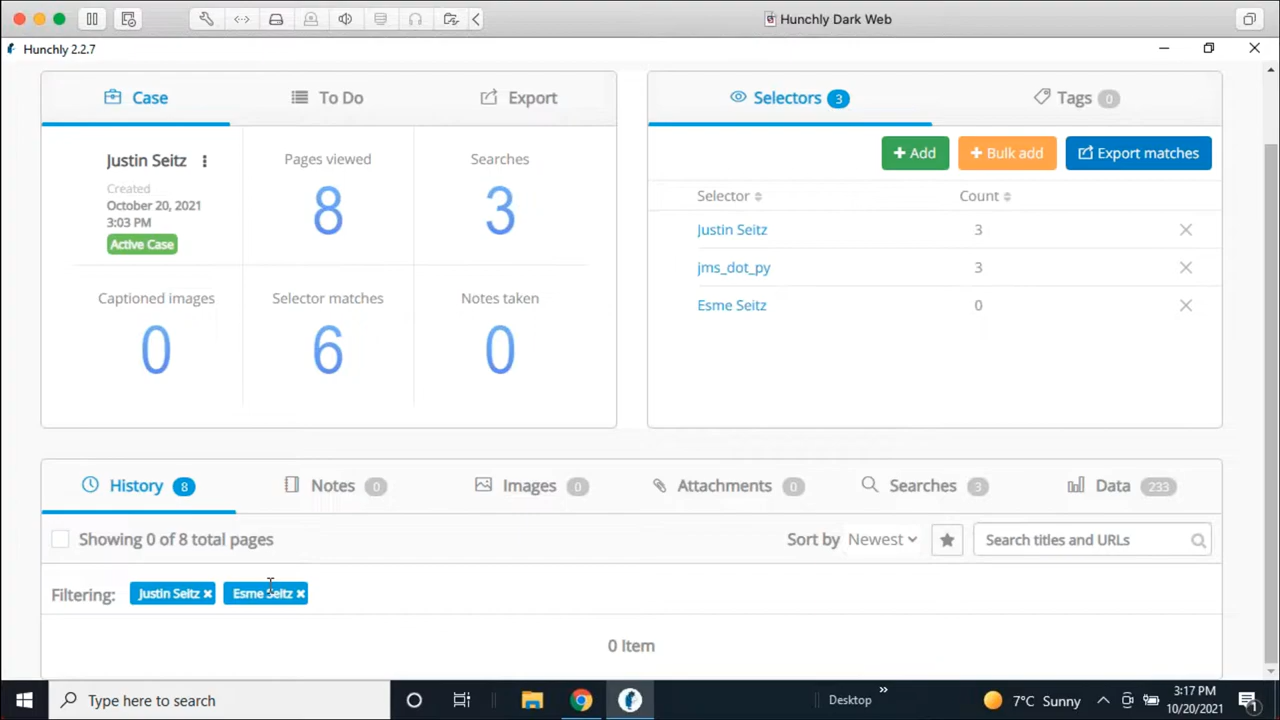 Hunchly Dark Web
Hunchly 2.2.7
Case
To Do
Export
Justin Seitz
Created
October 20, 2021
3:03 PM
Active Case
Pages viewed
8
Searches
3
Captioned images
0
Selector matches
6
Notes taken
0
Selectors 3
Tags 0
+ Add
+ Bulk add
Export matches
Selector Count
Justin Seitz 3
jms_dot_py 3
Esme Seitz 0
History 8
Notes 0
Images 0
Attachments 0
Searches 3
Data 233
Showing 0 of 8 total pages
Sort by Newest
Search titles and URLs
Filtering: Justin Seitz × Esme Seitz ×
0 Item
Type here to search
Desktop
7°C Sunny
3:17 PM
10/20/2021
1